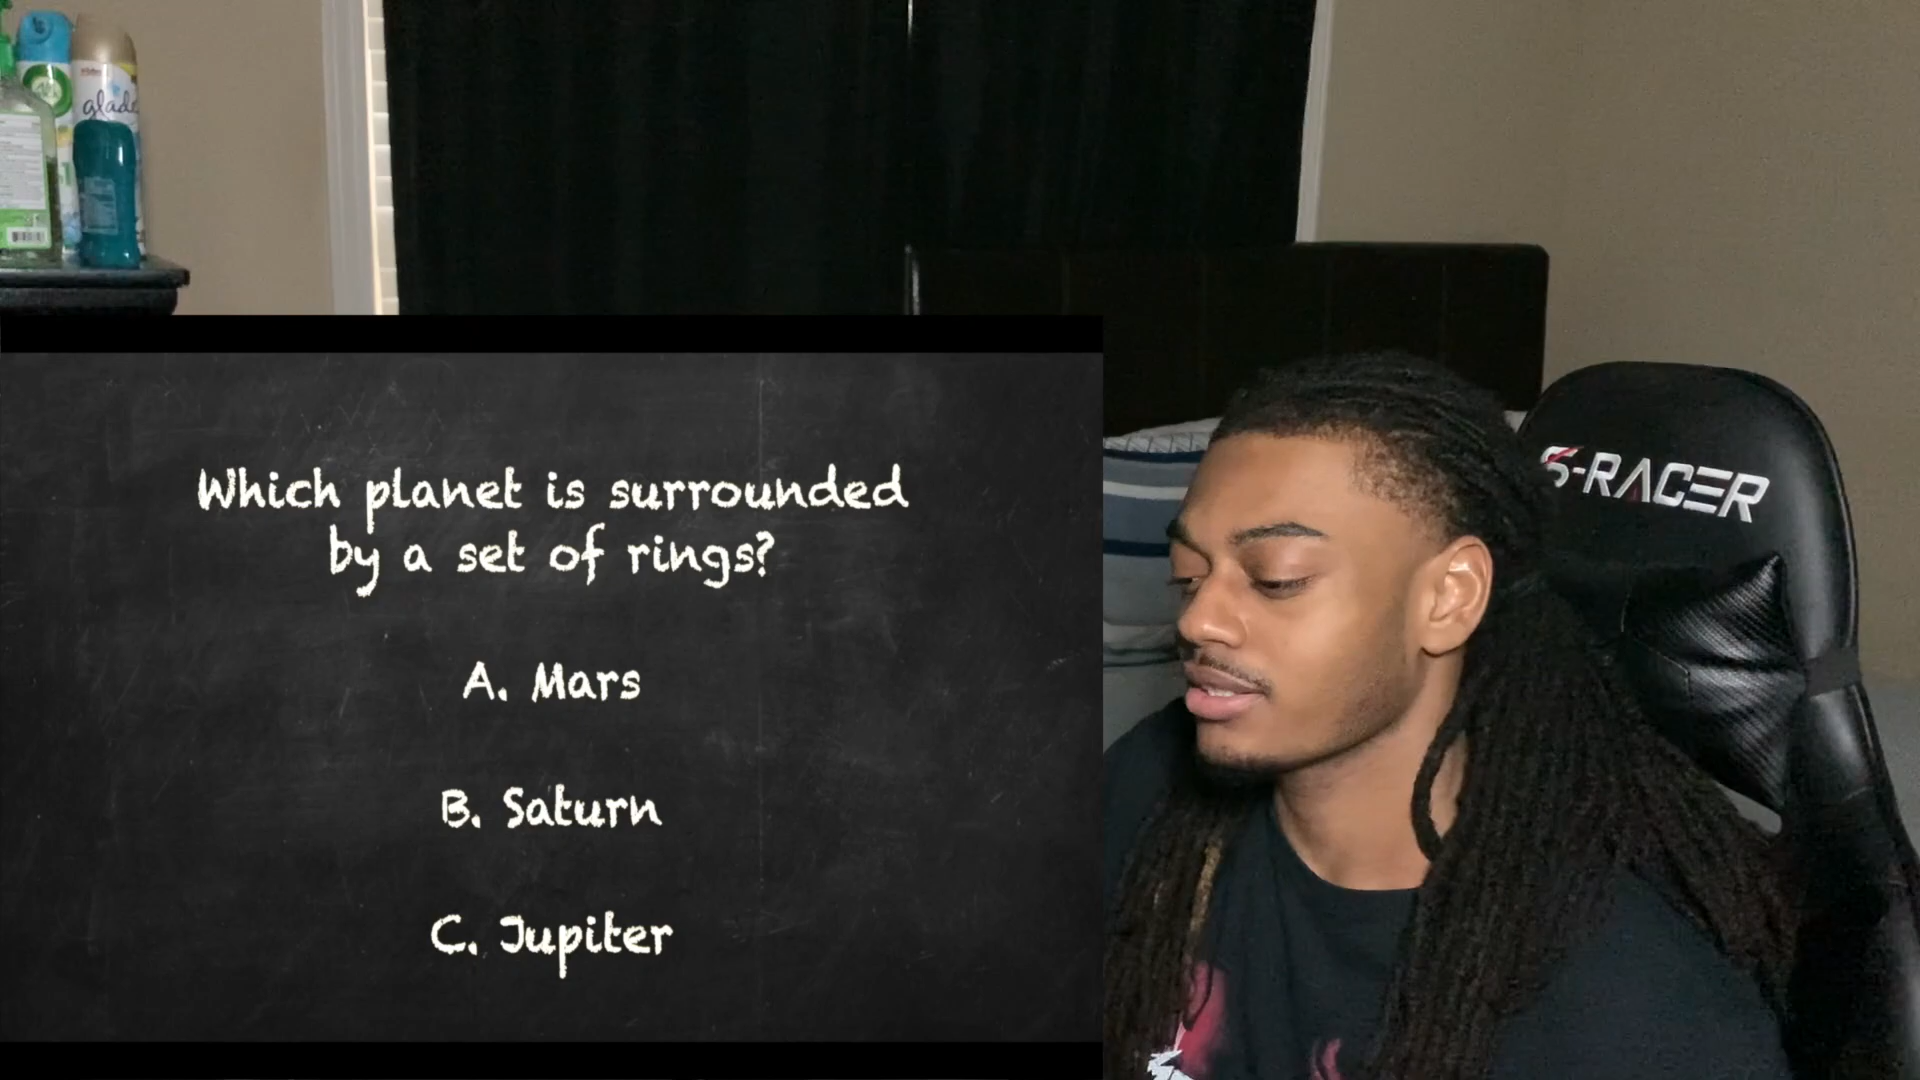 glade
S-RACER
Which planet is surrounded
by a set of rings?
A. Mars
B. Saturn
C. Jupiter